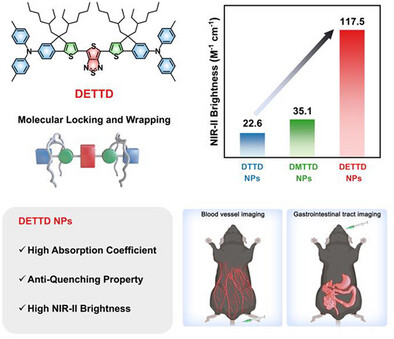 S
S
S
N
N
N
N
S
DETTD
Molecular Locking and Wrapping
NIR-II Brightness (M⁻¹ cm⁻¹)
22.6
35.1
117.5
DTTD
NPs
DMTTD
NPs
DETTD
NPs
DETTD NPs
✓ High Absorption Coefficient
✓ Anti-Quenching Property
✓ High NIR-II Brightness
Blood vessel imaging
Gastrointestinal tract imaging